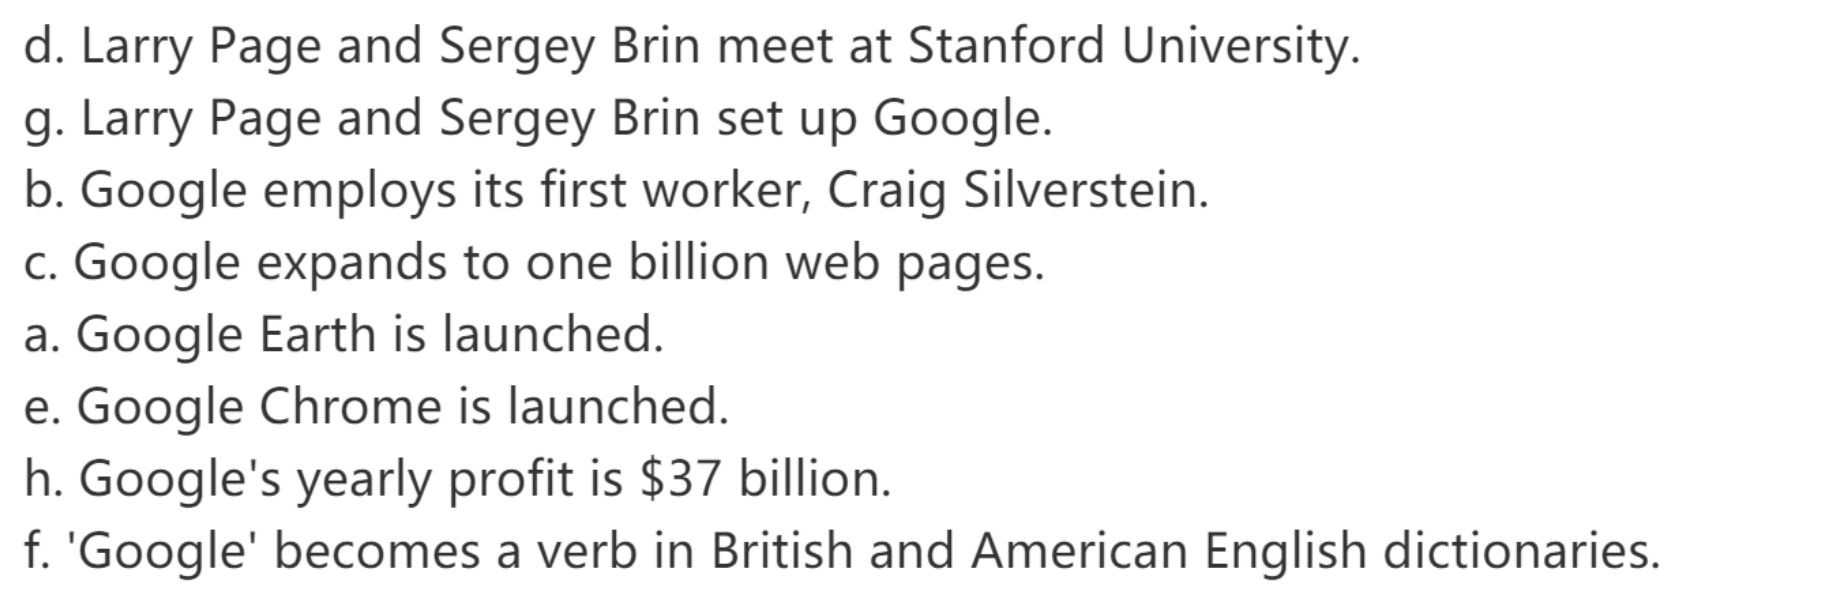 d. Larry Page and Sergey Brin meet at Stanford University.
g. Larry Page and Sergey Brin set up Google.
b. Google employs its first worker, Craig Silverstein.
c. Google expands to one billion web pages.
a. Google Earth is launched.
e. Google Chrome is launched.
h. Google's yearly profit is $37 billion.
f. 'Google' becomes a verb in British and American English dictionaries.